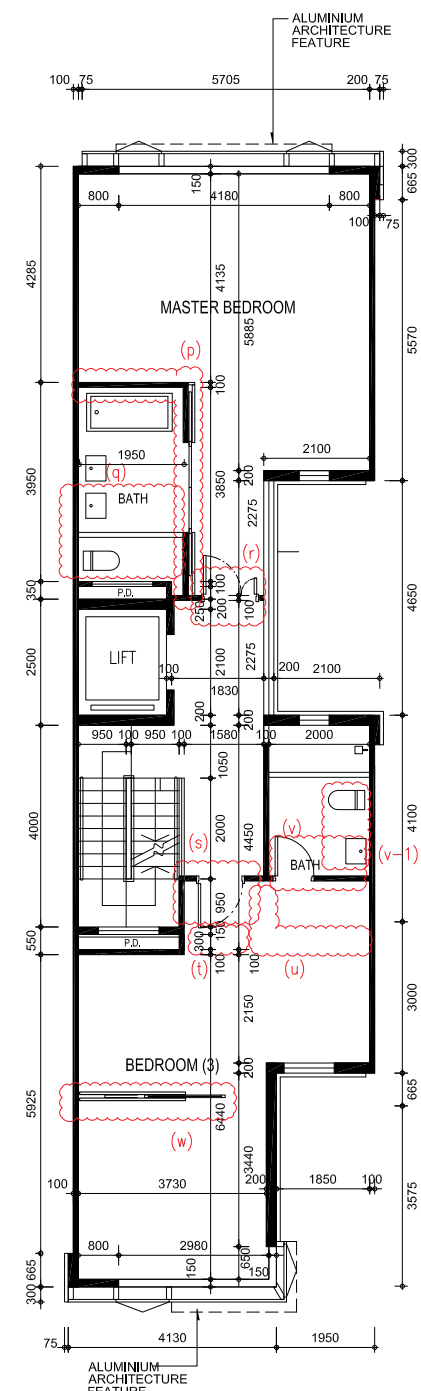 ALUMINIUM
ARCHITECTURE
FEATURE
100 75 5705 200 75
300
665
150
800 4180 800
100 75
4285
4135
5885
5570
MASTER BEDROOM
(p)
100
1950
2100
200
(q)
3950
3850
BATH
2275
(r)
350
P.D.
250
200
100
4650
LIFT
2500
2100
2275
100
200 2100
1830
200
200
950 100 950 100 1580 100 2000
1050
4000
2000
4450
4100
(s)
(v)
BATH
(v-1)
950
550
P.D.
150
300
(t)
100
100
(u)
2150
3000
BEDROOM (3)
200
5925
6440
665
(w)
3440
100
3730
200
1850 100
3575
800 2980
650
665
150
150
300
75
4130 1950
ALUMINIUM
ARCHITECTURE
FEATURE